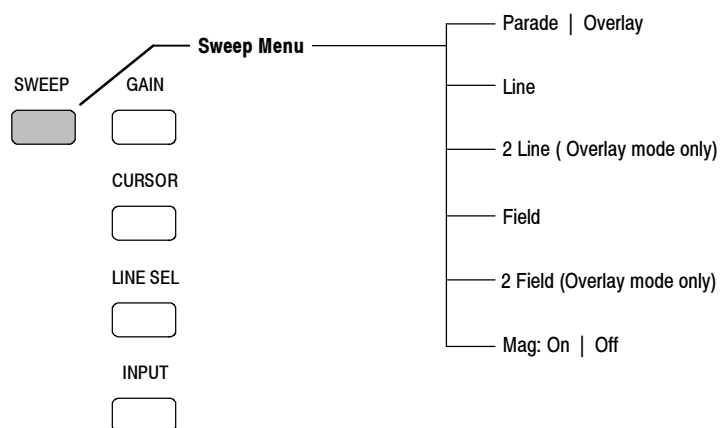 Sweep Menu
SWEEP
GAIN
CURSOR
LINE SEL
INPUT
Parade | Overlay
Line
2 Line ( Overlay mode only)
Field
2 Field (Overlay mode only)
Mag: On | Off